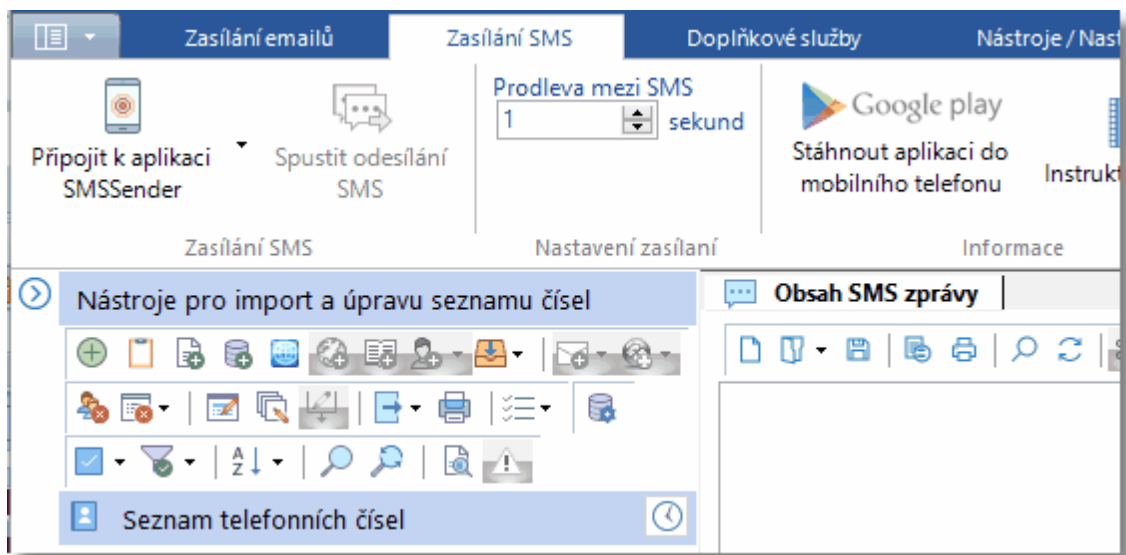 Zasílání emailů
Zasílání SMS
Doplňkové služby
Nástroje / Nast
Připojit k aplikaci
SMSSender
Spustit odesílání
SMS
Prodleva mezi SMS
1
sekund
Google play
Stáhnout aplikaci do
mobilního telefonu
Instrukt
Zasílání SMS
Nastavení zasílaní
Informace
Nástroje pro import a úpravu seznamu čísel
Obsah SMS zprávy
Seznam telefonních čísel